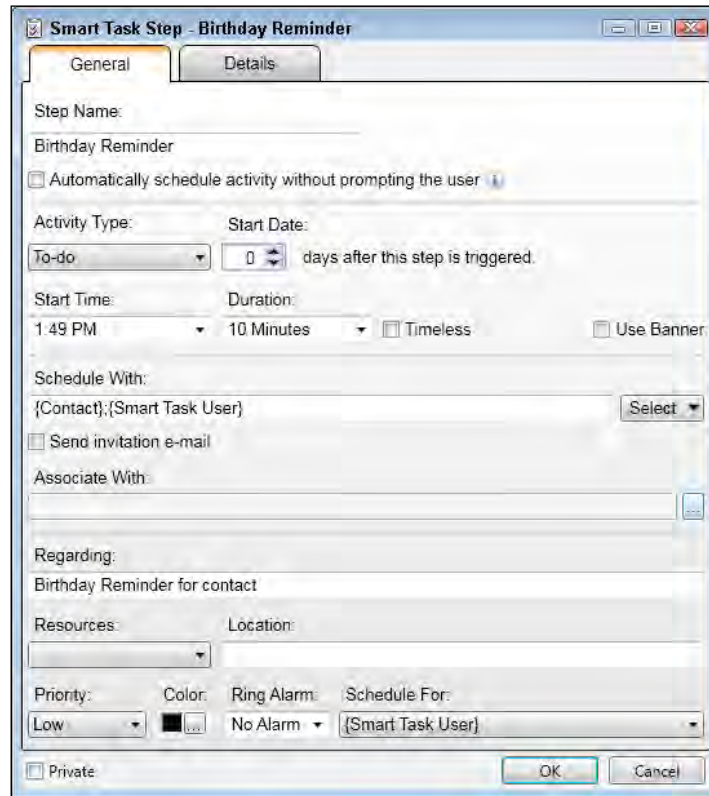 Smart Task Step - Birthday Reminder
General Details
Step Name:
Birthday Reminder
Automatically schedule activity without prompting the user
Activity Type: Start Date:
To-do 0 days after this step is triggered.
Start Time: Duration:
1:49 PM 10 Minutes Timeless Use Banner
Schedule With:
{Contact};{Smart Task User} Select
Send invitation e-mail
Associate With:
...
Regarding:
Birthday Reminder for contact
Resources: Location:
Priority: Color: Ring Alarm: Schedule For:
Low ... No Alarm {Smart Task User}
Private OK Cancel